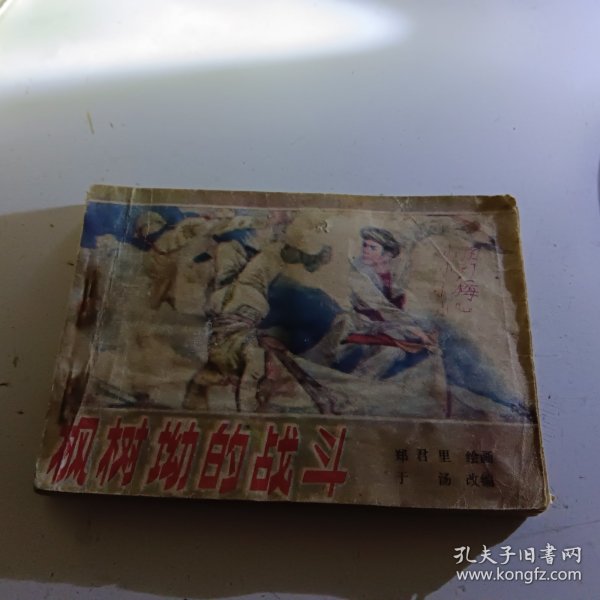 枫树坳的战斗
郑君里 绘画
于汤 改编
孔夫子旧书网
www.kongfz.com